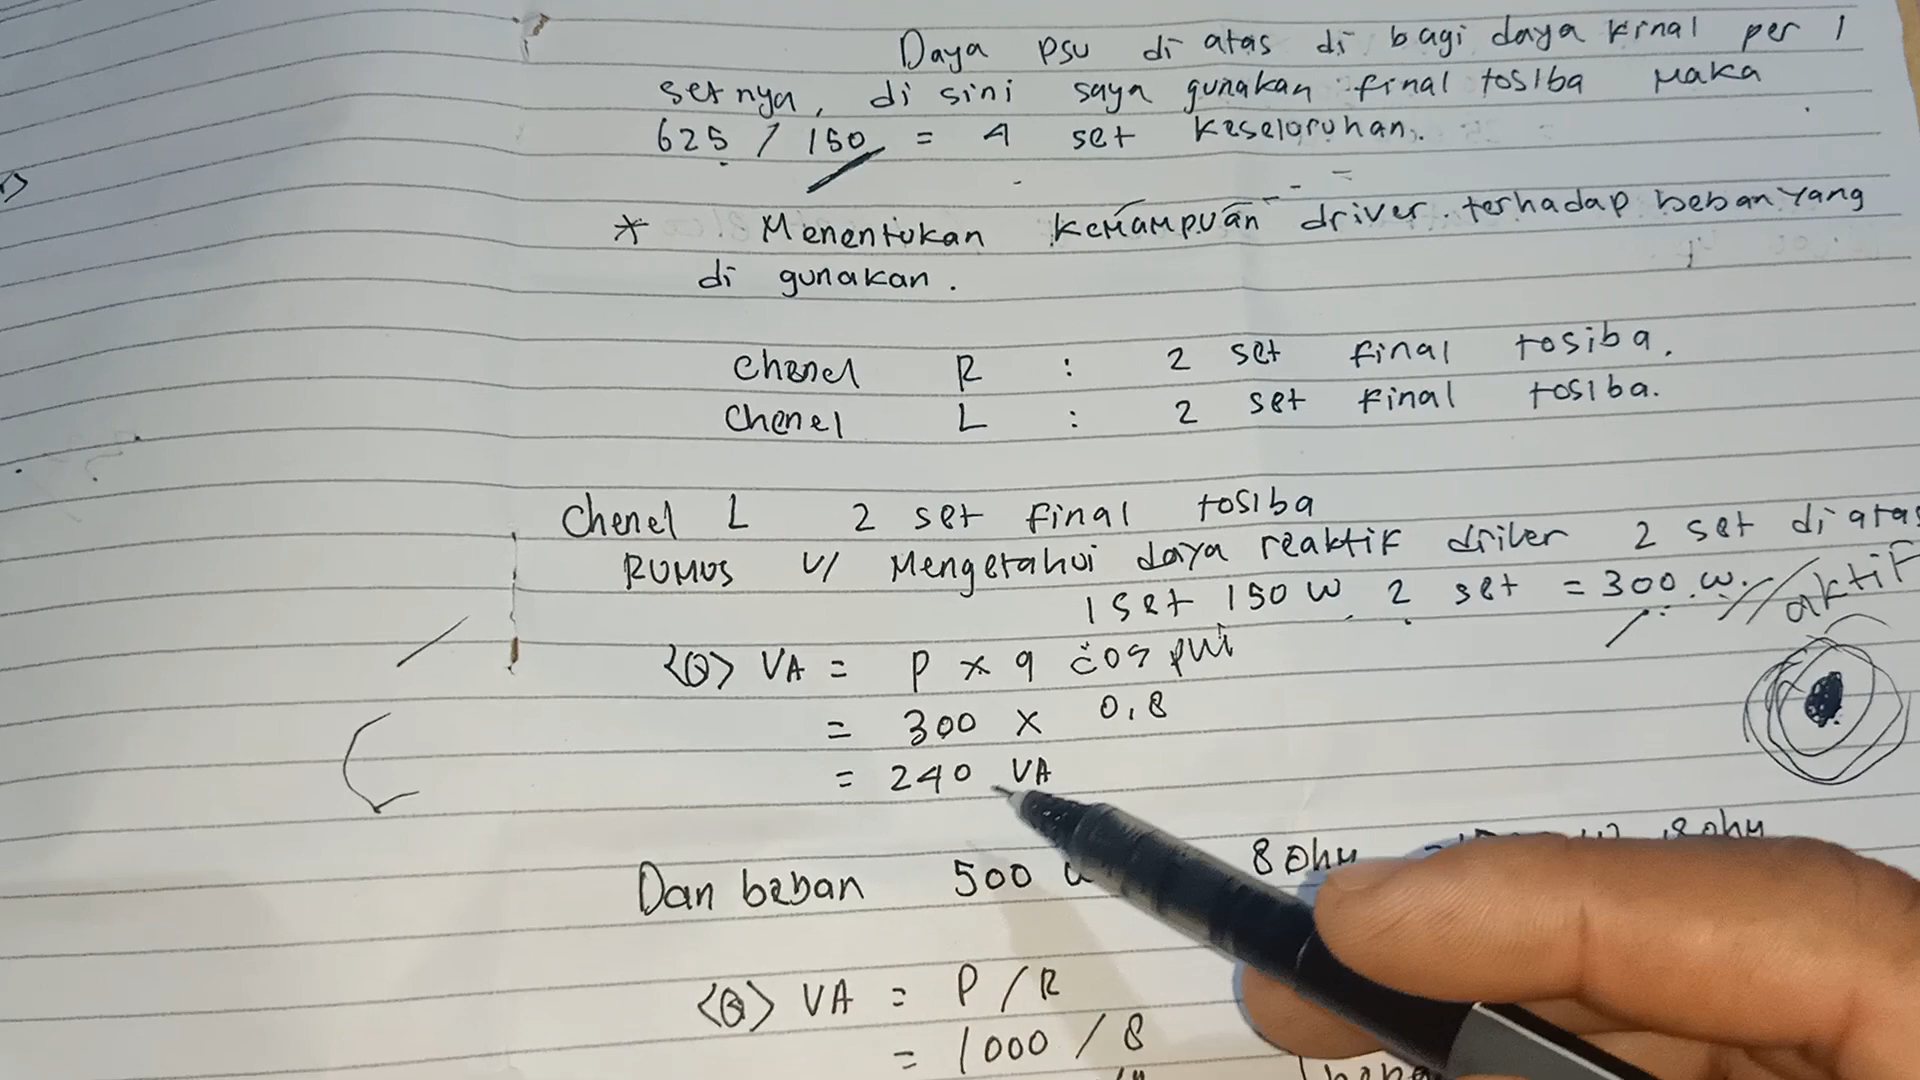 Daya PSU di atas di bagi daya Final per 1
setnya, di sini saya gunakan final tosiba Maka
625 / 150 = 4 set keseluruhan.
* Menentukan kemampuan driver terhadap beban yang
di gunakan.
Chenel R : 2 set final tosiba.
Chenel L : 2 set Final tosiba.
Chenel L 2 set final tosiba
RUMUS U/ Mengetahui daya reaktif driver 2 set di atas
1 set 150 W 2 set = 300 W. // aktif
<Q> VA = P x 9 cos phi
= 300 x 0,8
= 240 VA
Dan beban 500 8 Ohm 8 ohm
<Q> VA = P / R
= 1000 / 8